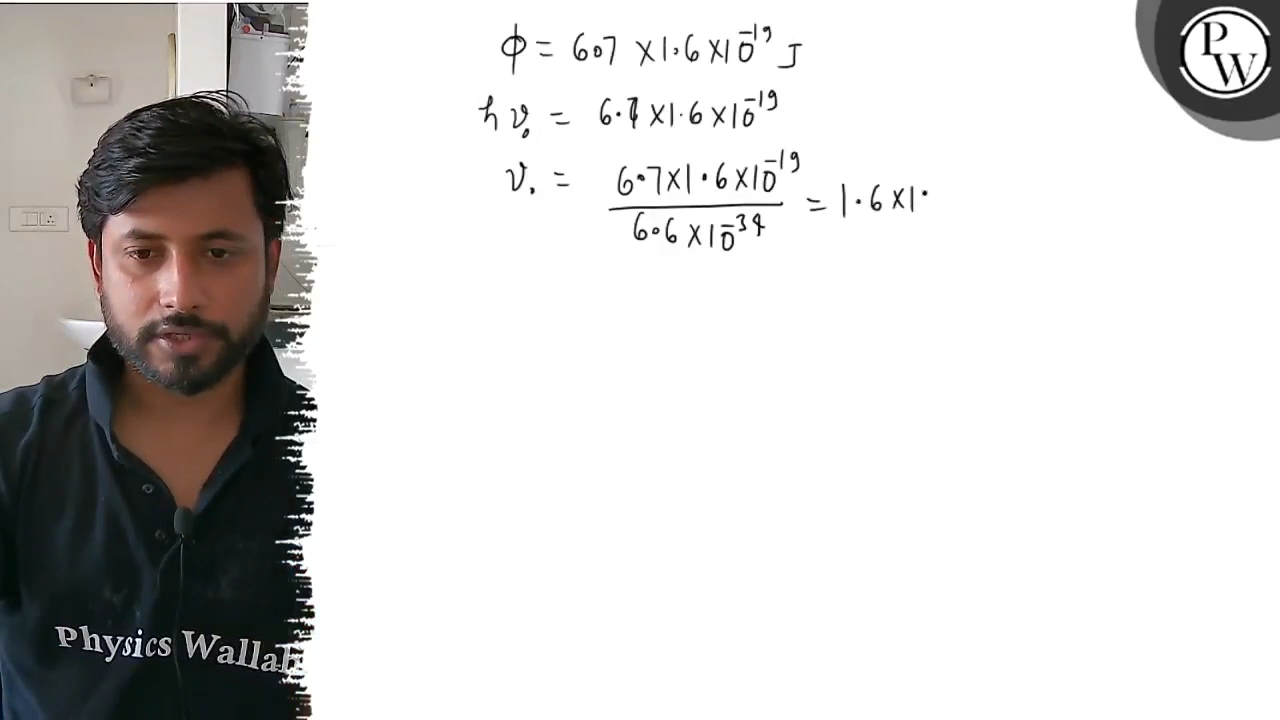 PW
ϕ = 6.7 × 1.6 × 10⁻¹⁹ J
hν₀ = 6.7 × 1.6 × 10⁻¹⁹
ν₀ = 6.7×1.6×10⁻¹⁹ / 6.6×10⁻³⁴ = 1.6×1.
Physics Wallah